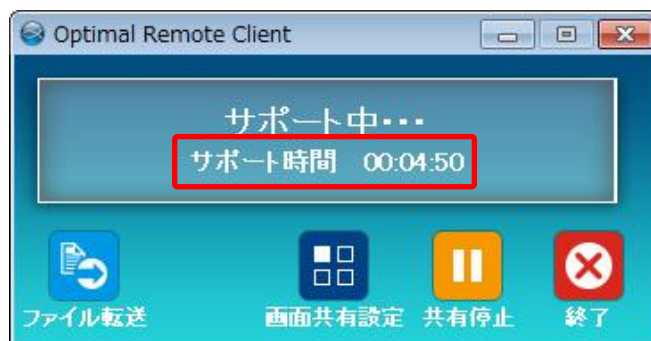 Optimal Remote Client
サポート中・・・
サポート時間 00:04:50
ファイル転送 画面共有設定 共有停止 終了